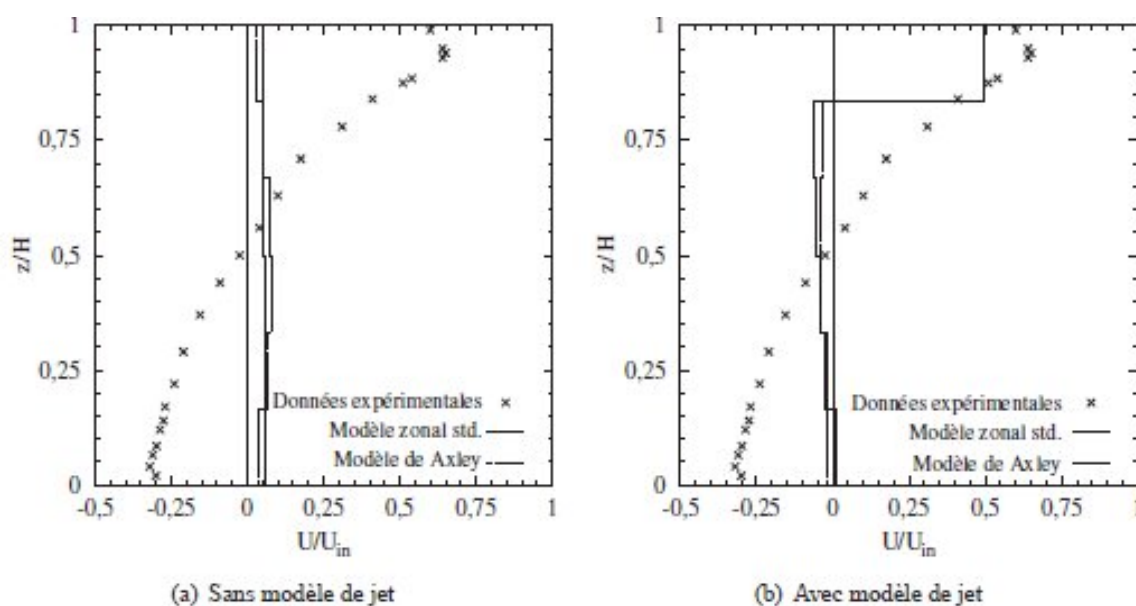 1
0,75
0,5
0,25
0
z/H
-0,5 -0,25 0 0,25 0,5 0,75 1
U/U_in
Données expérimentales
Modèle zonal std.
Modèle de Axley
(a) Sans modèle de jet
1
0,75
0,5
0,25
0
z/H
-0,5 -0,25 0 0,25 0,5 0,75 1
U/U_in
Données expérimentales
Modèle zonal std.
Modèle de Axley
(b) Avec modèle de jet